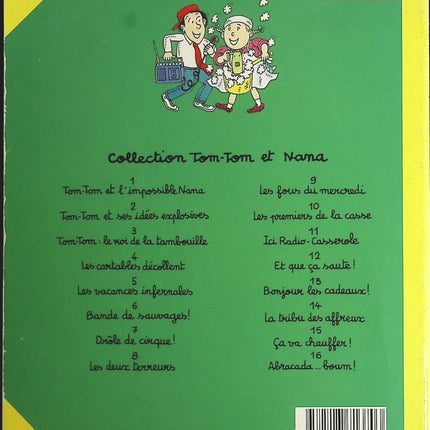 Collection Tom-Tom et Nana
1
Tom-Tom et l'impossible Nana
2
Tom-Tom et ses idées explosives
3
Tom-Tom : le roi de la tambouille
4
Les cartables décollent
5
Les vacances infernales
6
Bande de sauvages !
7
Drôle de cirque !
8
Les deux terreurs
9
Les fous du mercredi
10
Les premiers de la casse
11
Ici Radio-Casserole
12
Et que ça saute !
13
Bonjour les cadeaux !
14
La tribu des affreux
15
Ça va chauffer !
16
Abracada...boum !